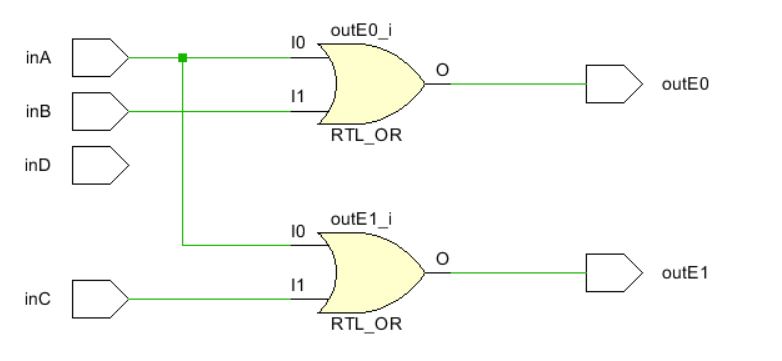 outE0_i
inA
I0
O
outE0
inB
I1
RTL_OR
inD
outE1_i
I0
O
outE1
inC
I1
RTL_OR